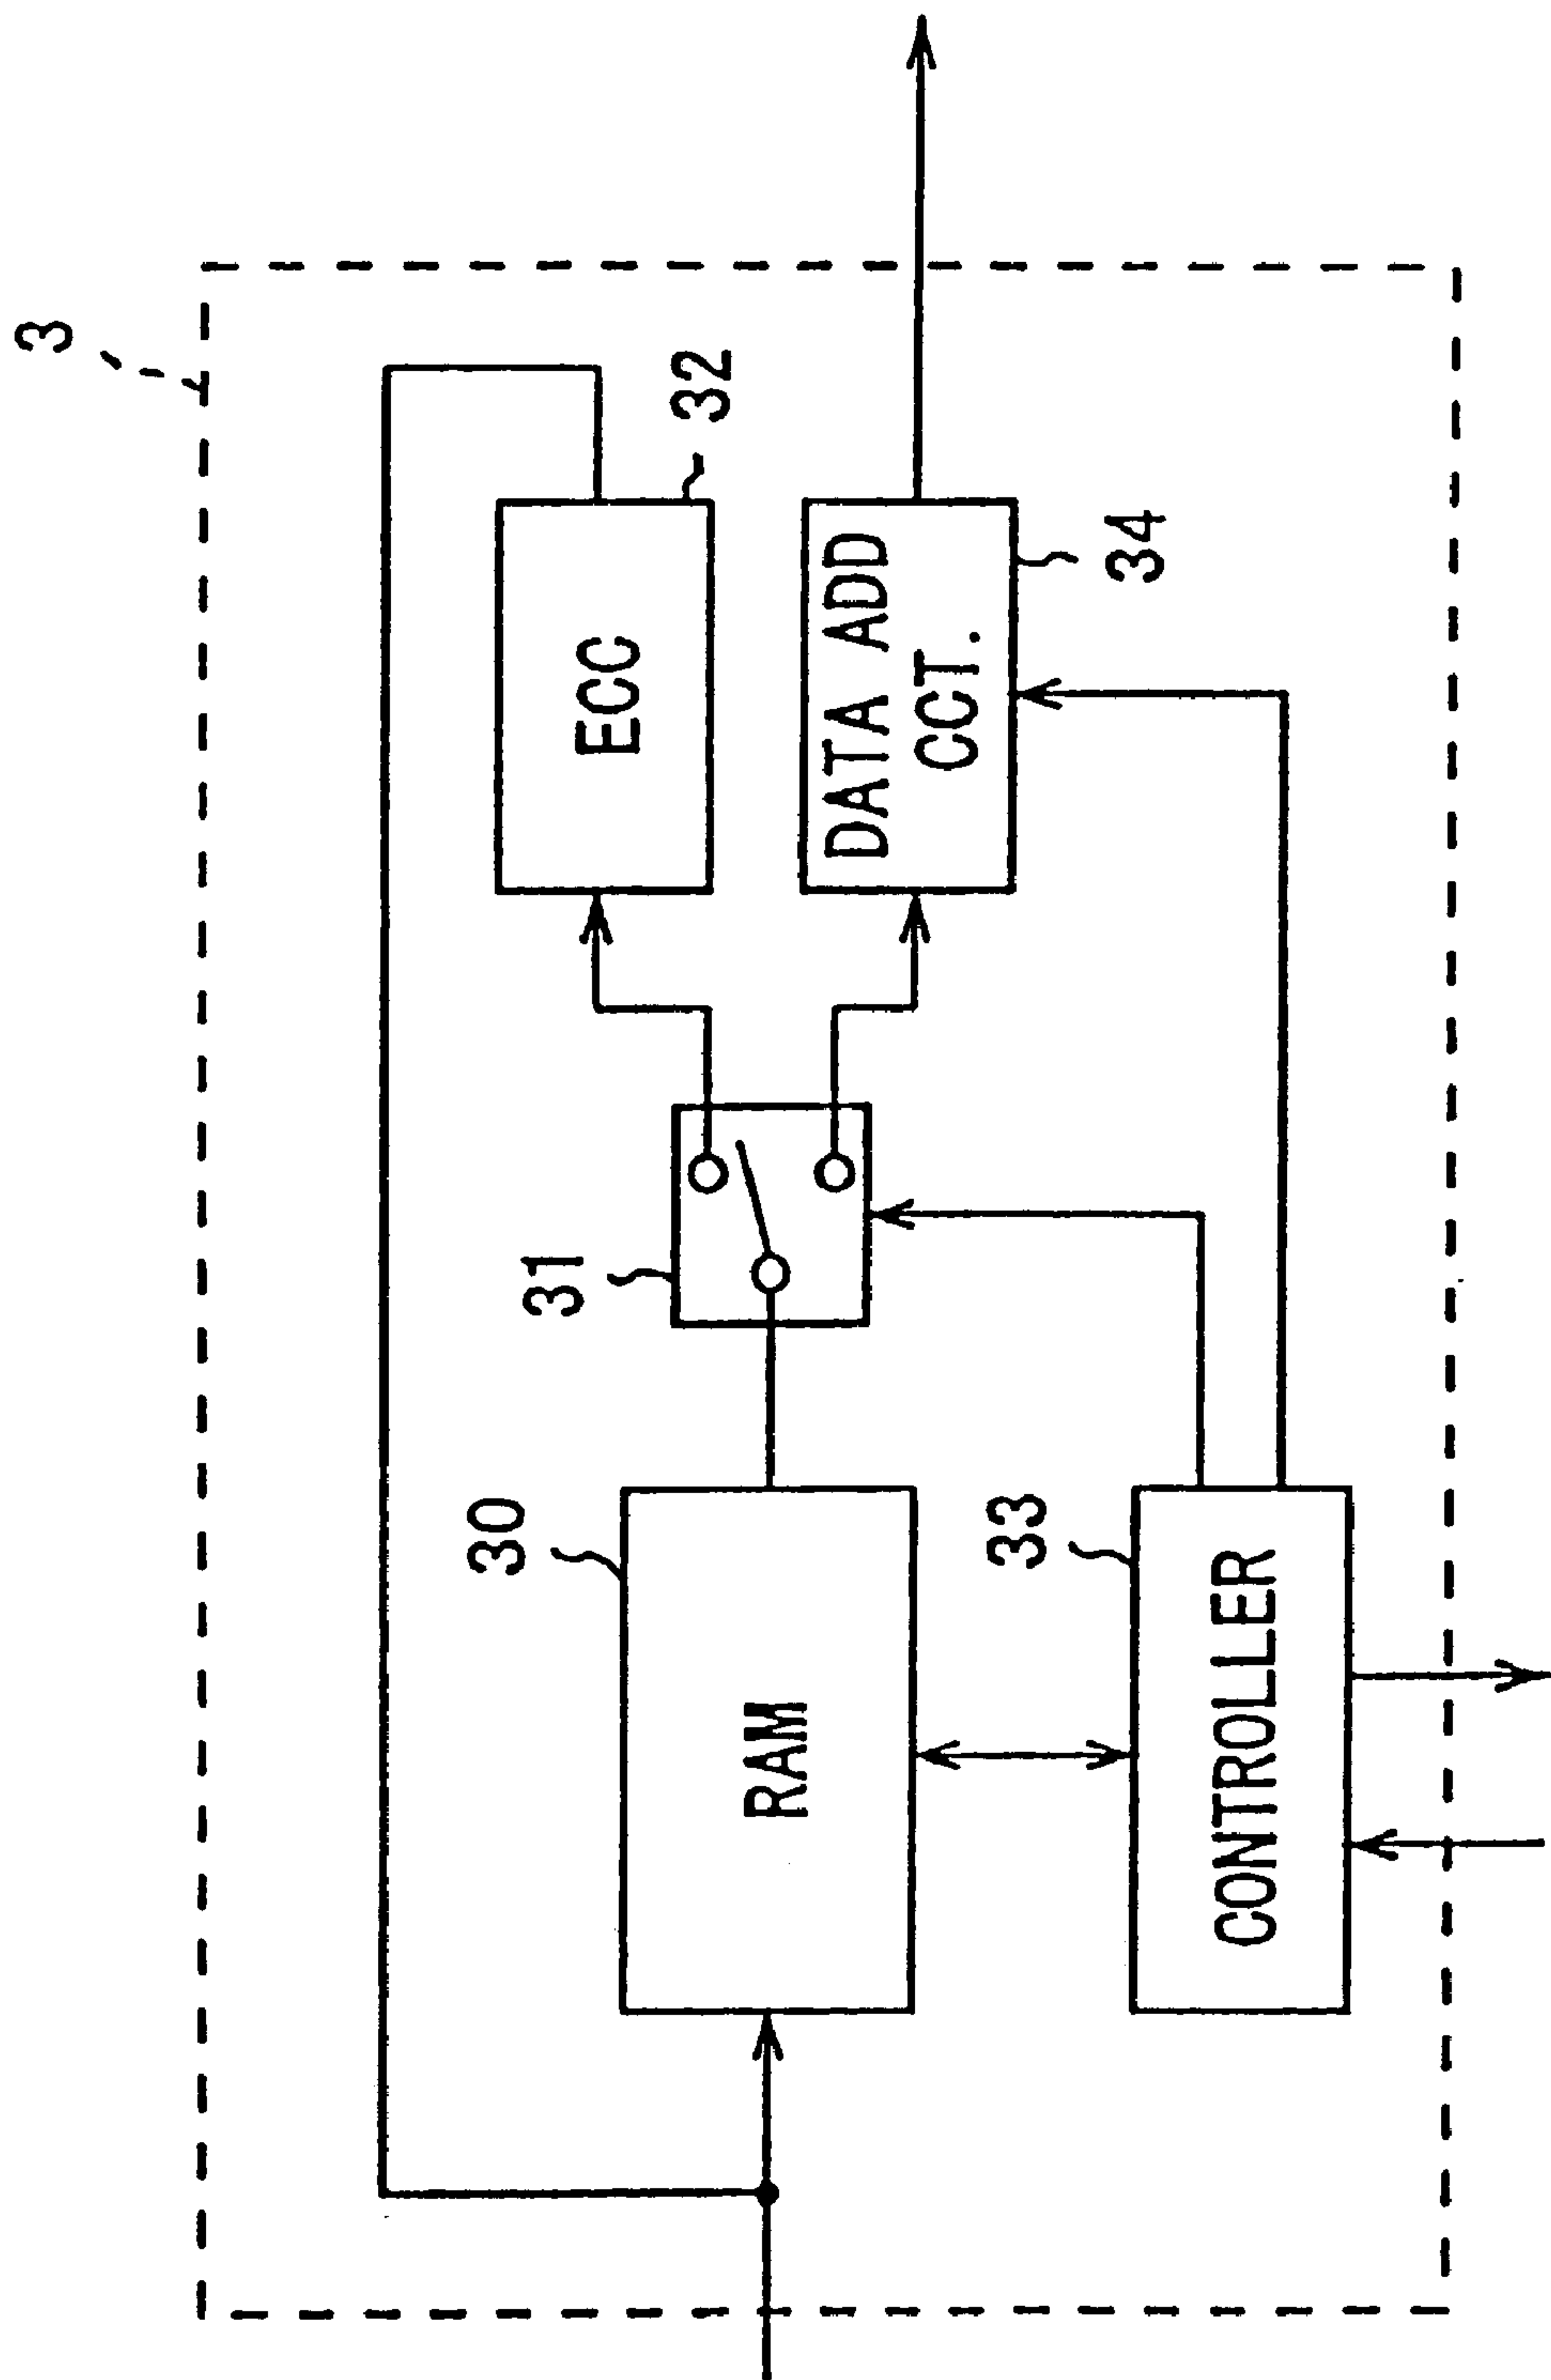 3
ECC
32
DATA ADD
CCT.
34
31
30
RAM
33
CONTROLLER